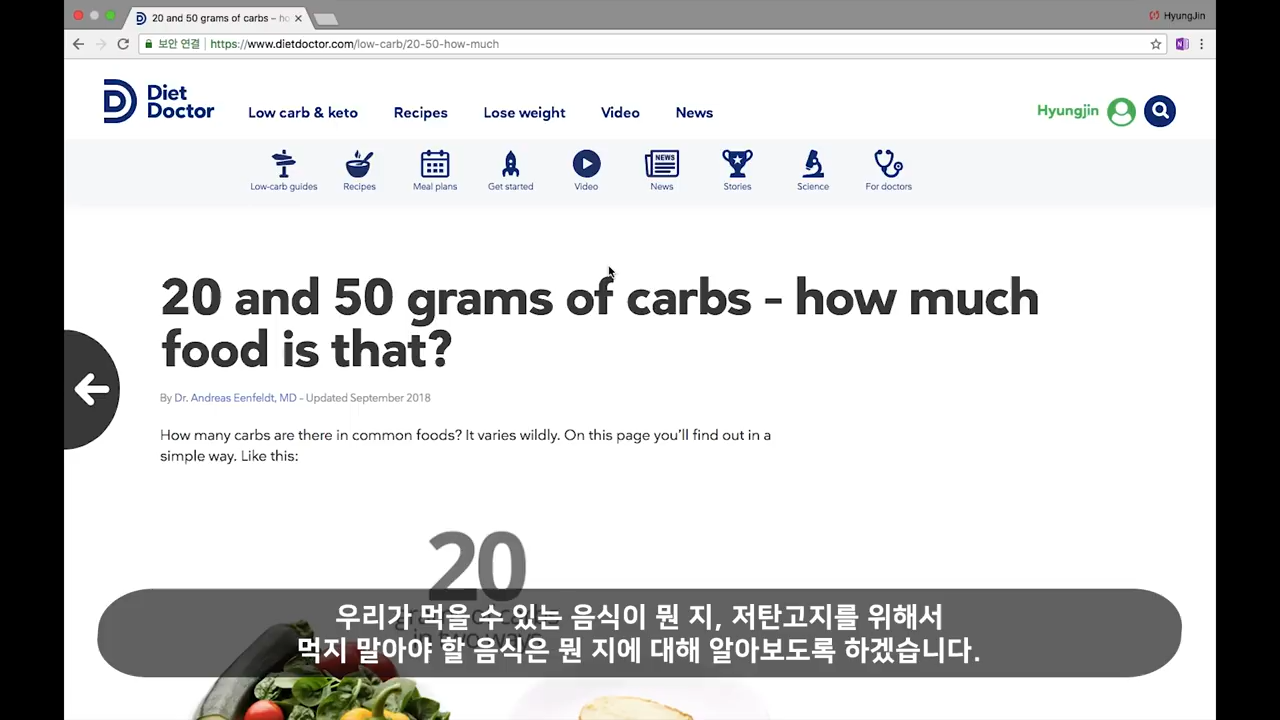 20 and 50 grams of carbs – ho
HyungJin
보안 연결 https://www.dietdoctor.com/low-carb/20-50-how-much
Diet
Doctor
Low carb & keto Recipes Lose weight Video News
Hyungjin
NEWS
Low-carb guides Recipes Meal plans Get started Video News Stories Science For doctors
20 and 50 grams of carbs - how much
food is that?
By Dr. Andreas Eenfeldt, MD - Updated September 2018
How many carbs are there in common foods? It varies wildly. On this page you'll find out in a
simple way. Like this:
20
우리가 먹을 수 있는 음식이 뭔 지, 저탄고지를 위해서
먹지 말아야 할 음식은 뭔 지에 대해 알아보도록 하겠습니다.